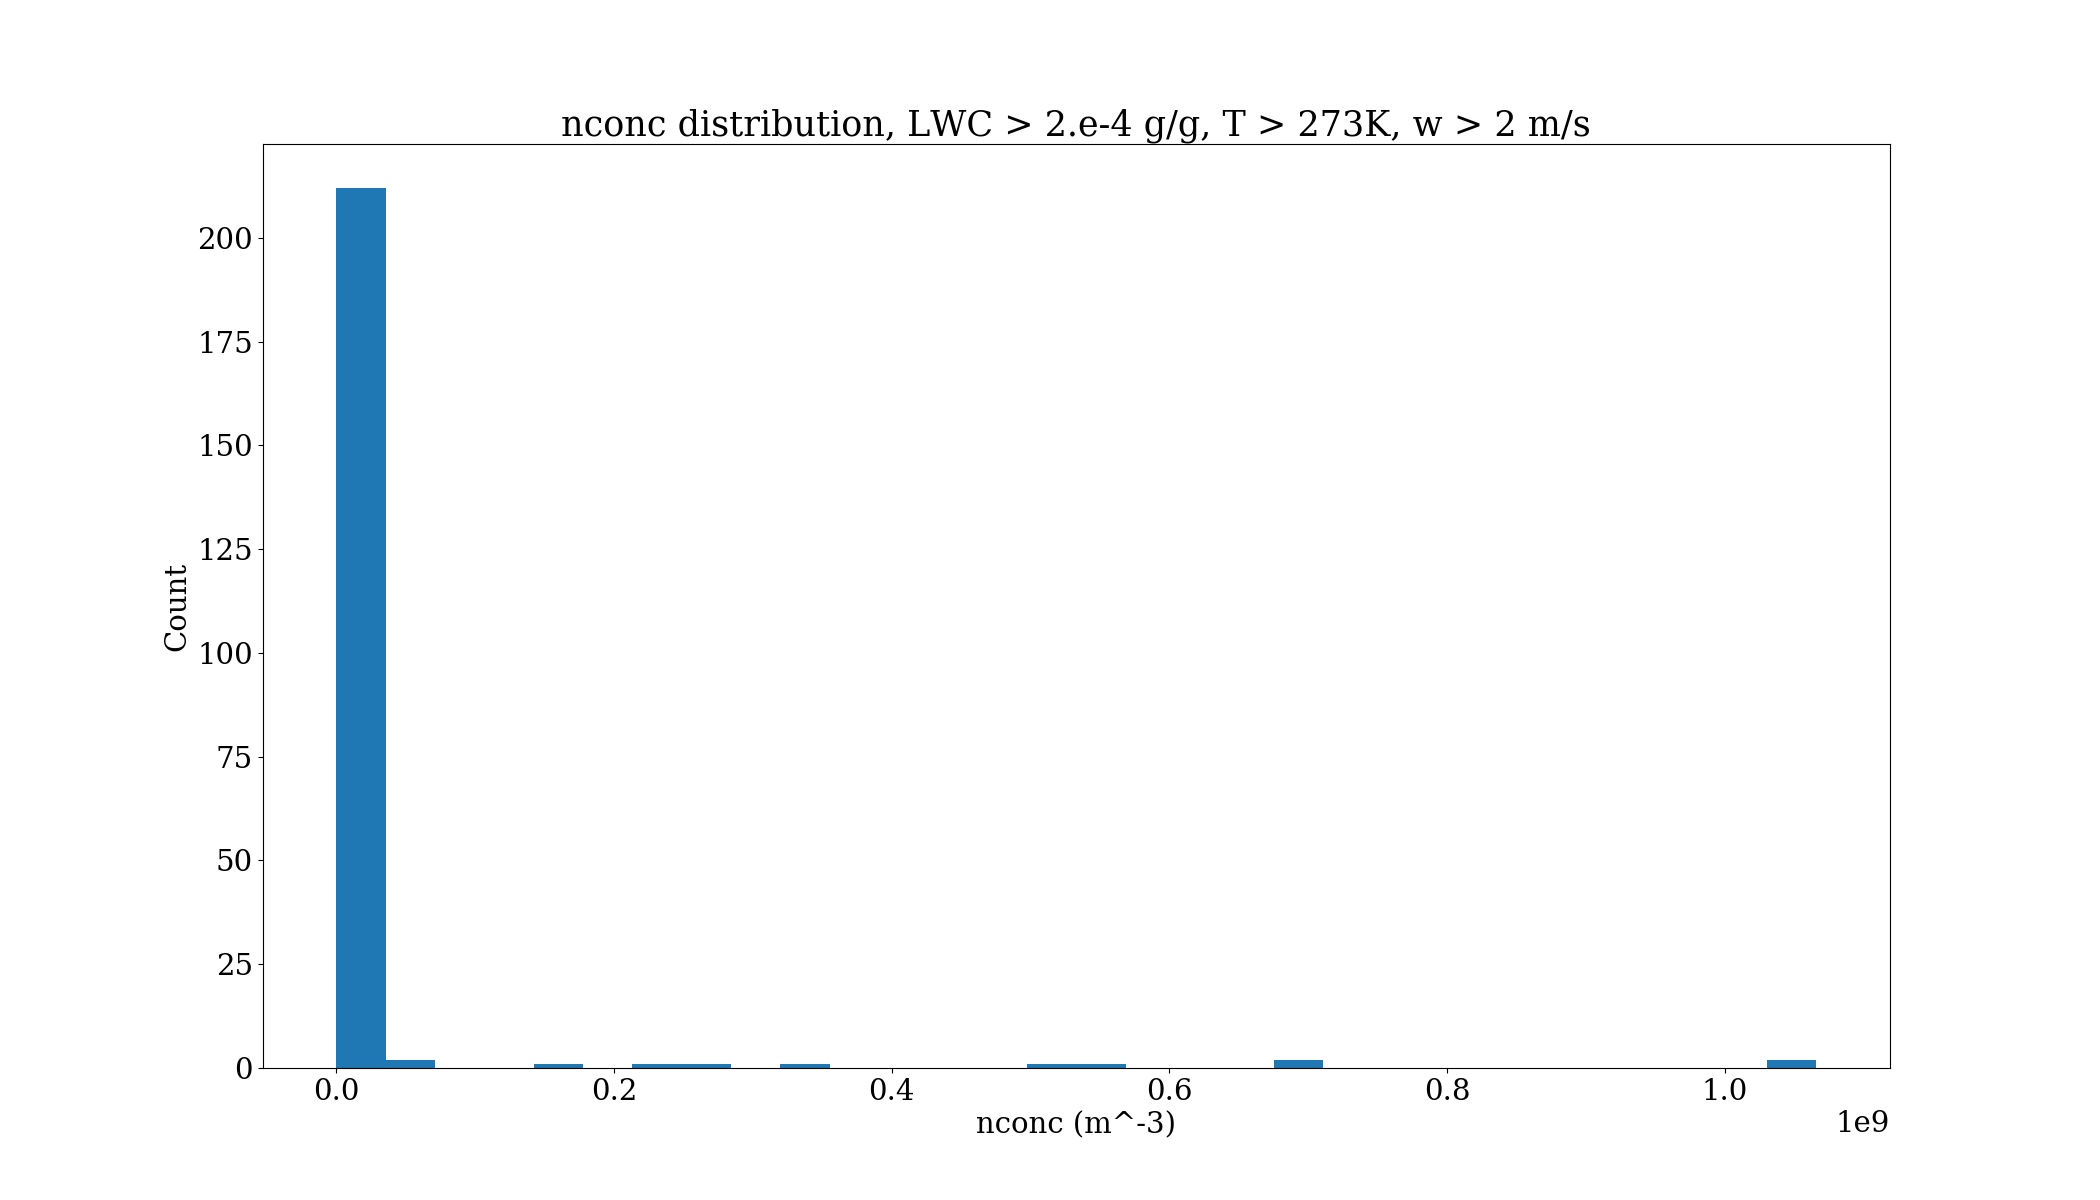 nconc distribution, LWC > 2.e-4 g/g, T > 273K, w > 2 m/s
200
175
150
125
100
75
50
25
0
Count
0.0 0.2 0.4 0.6 0.8 1.0
nconc (m^-3)
1e9